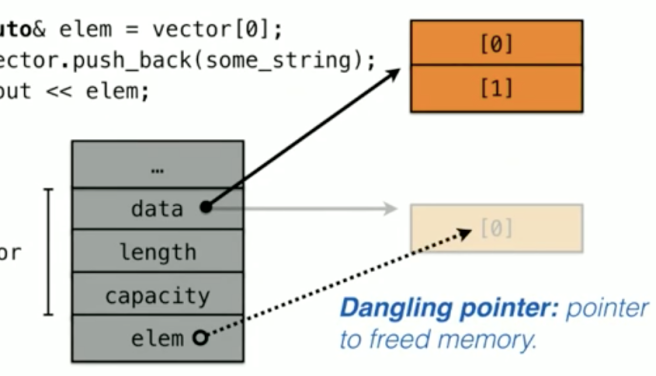 uto& elem = vector[0];
ector.push_back(some_string);
out << elem;
[0]
[1]
…
data
length
capacity
elem
or
[0]
Dangling pointer: pointer
to freed memory.